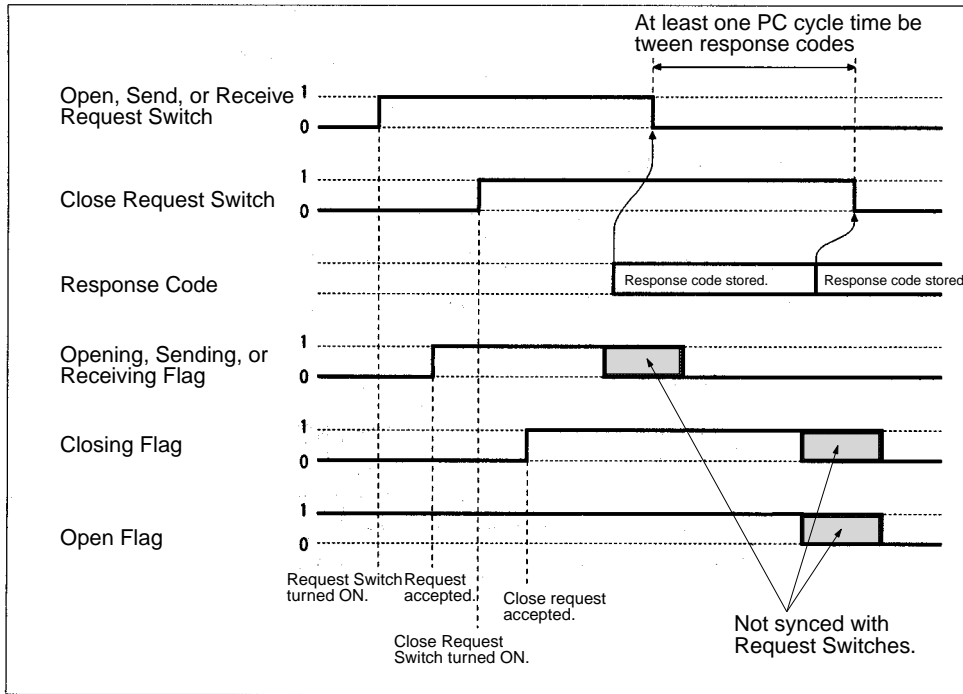 At least one PC cycle time be
tween response codes
Open, Send, or Receive
Request Switch
1
0
Close Request Switch
1
0
Response Code
Response code stored.
Response code stored.
Opening, Sending, or
Receiving Flag
1
0
Closing Flag
1
0
Open Flag
1
0
Request Switch
turned ON.
Request
accepted.
Close Request
Switch turned ON.
Close request
accepted.
Not synced with
Request Switches.